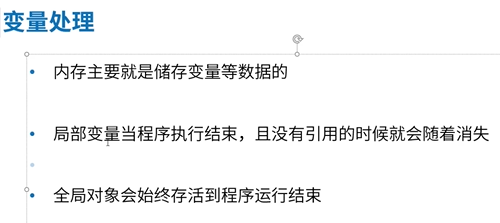 变量处理
内存主要就是储存变量等数据的
局部变量当程序执行结束，且没有引用的时候就会随着消失
全局对象会始终存活到程序运行结束